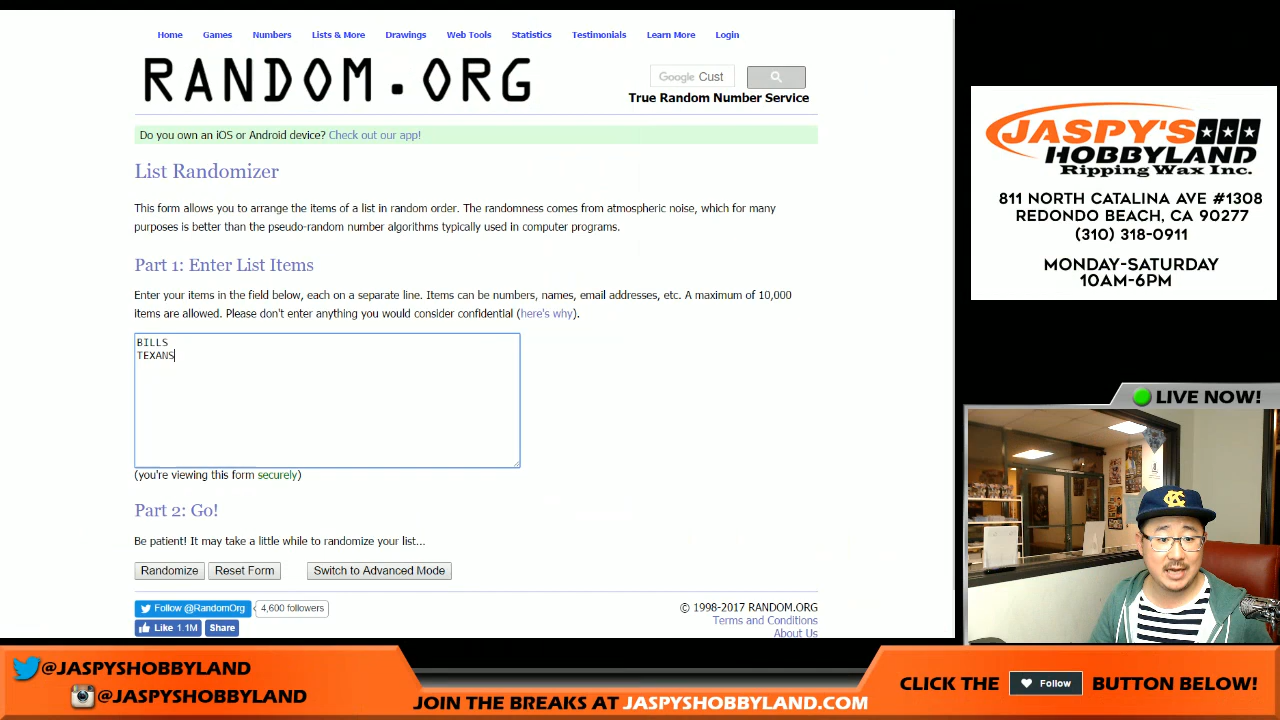 Home Games Numbers Lists & More Drawings Web Tools Statistics Testimonials Learn More Login
RANDOM.ORG
Google Cust
True Random Number Service
Do you own an iOS or Android device? Check out our app!
List Randomizer
This form allows you to arrange the items of a list in random order. The randomness comes from atmospheric noise, which for many
purposes is better than the pseudo-random number algorithms typically used in computer programs.
Part 1: Enter List Items
Enter your items in the field below, each on a separate line. Items can be numbers, names, email addresses, etc. A maximum of 10,000
items are allowed. Please don't enter anything you would consider confidential (here's why).
BILLS
TEXANS
(you're viewing this form securely)
Part 2: Go!
Be patient! It may take a little while to randomize your list...
Randomize Reset Form Switch to Advanced Mode
Follow @RandomOrg 4,600 followers
Like 1.1M Share
© 1998-2017 RANDOM.ORG
Terms and Conditions
About Us
JASPY'S
HOBBYLAND
Ripping Wax Inc.
811 NORTH CATALINA AVE #1308
REDONDO BEACH, CA 90277
(310) 318-0911
MONDAY-SATURDAY
10AM-6PM
LIVE NOW!
@JASPYSHOBBYLAND
@JASPYSHOBBYLAND
JOIN THE BREAKS AT JASPYSHOBBYLAND.COM
CLICK THE Follow BUTTON BELOW!